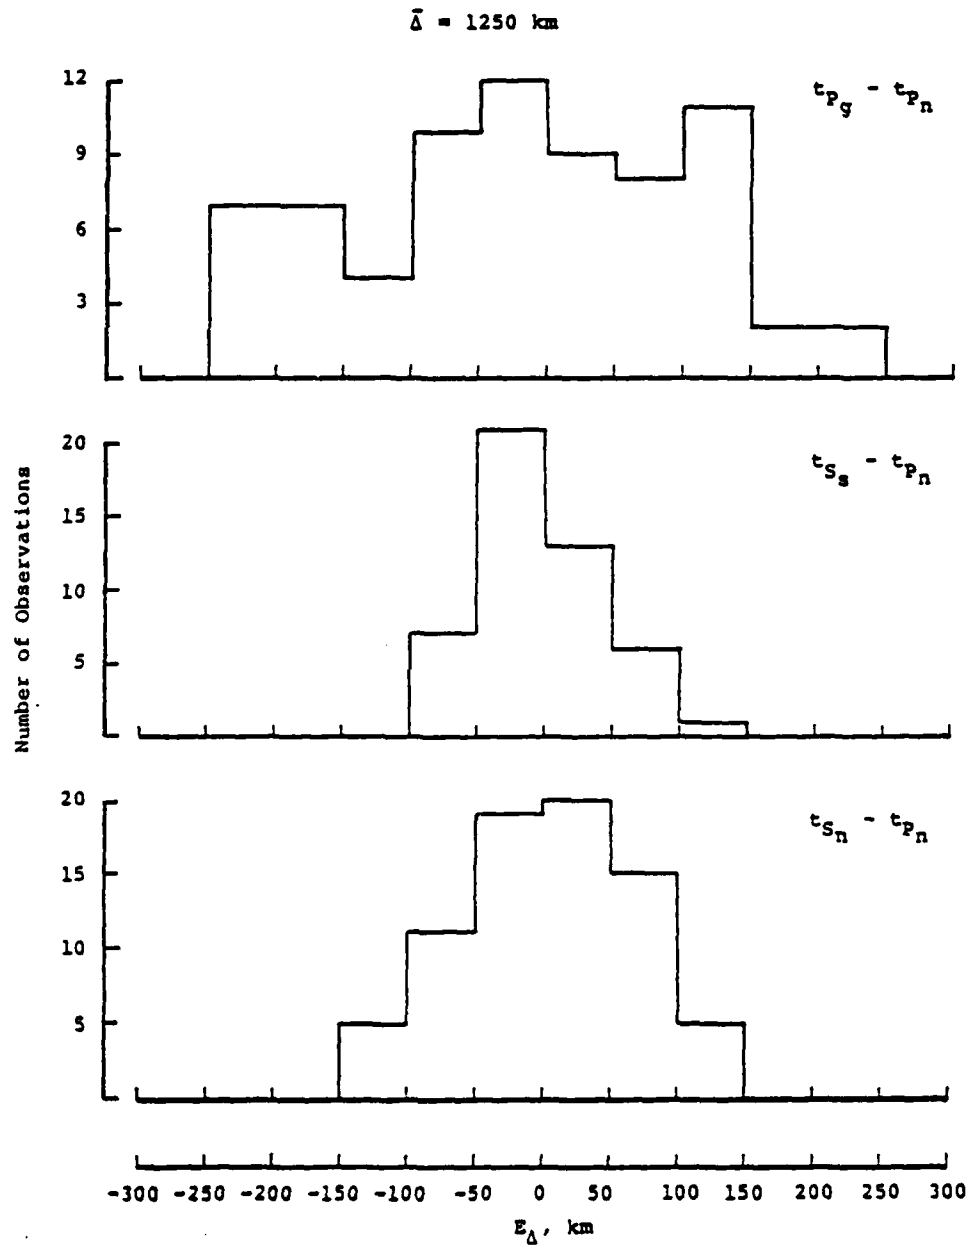 Δ̄ = 1250 km
t_Pg - t_Pn
12
9
6
3
t_Ss - t_Pn
20
15
10
5
Number of Observations
t_Sn - t_Pn
20
15
10
5
-300 -250 -200 -150 -100 -50 0 50 100 150 200 250 300
E_Δ, km